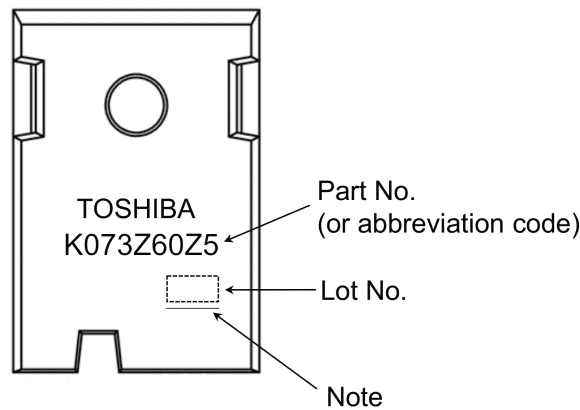 TOSHIBA
K073Z60Z5
Part No.
(or abbreviation code)
Lot No.
Note